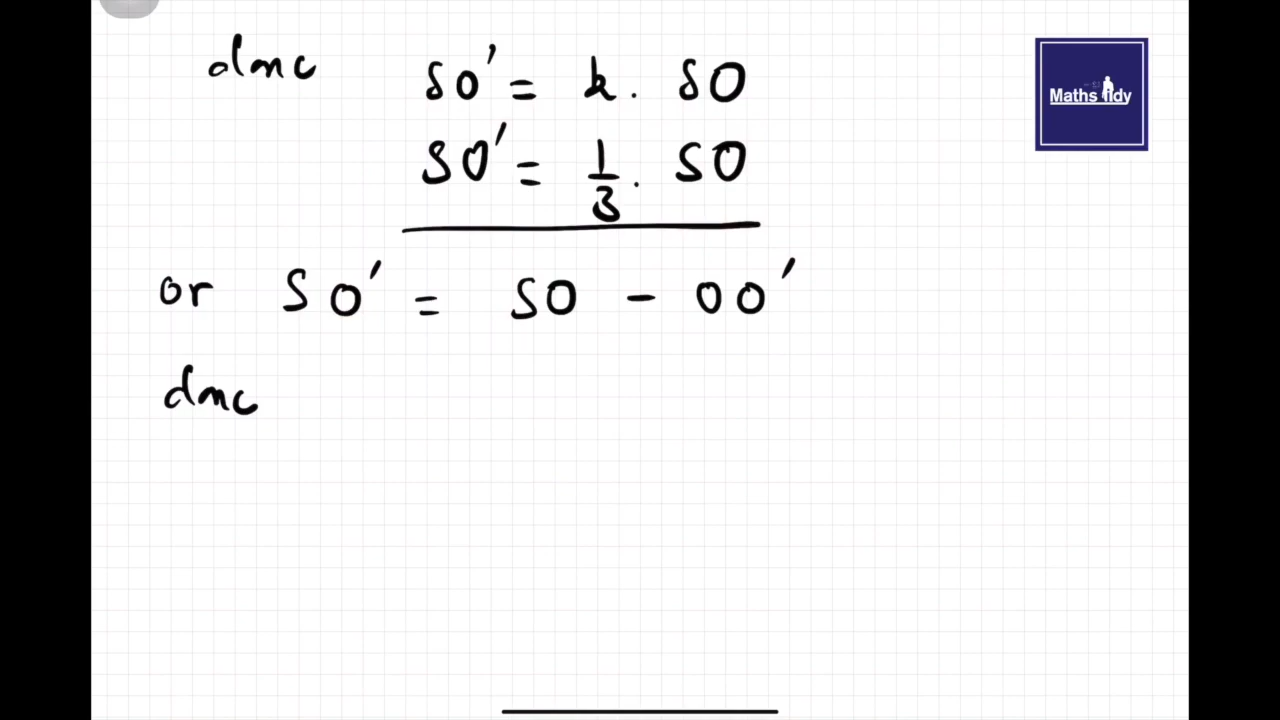 dmc SO' = k. SO
SO' = 1/3 . SO
or SO' = SO - OO'
dmc
Maths Tidy